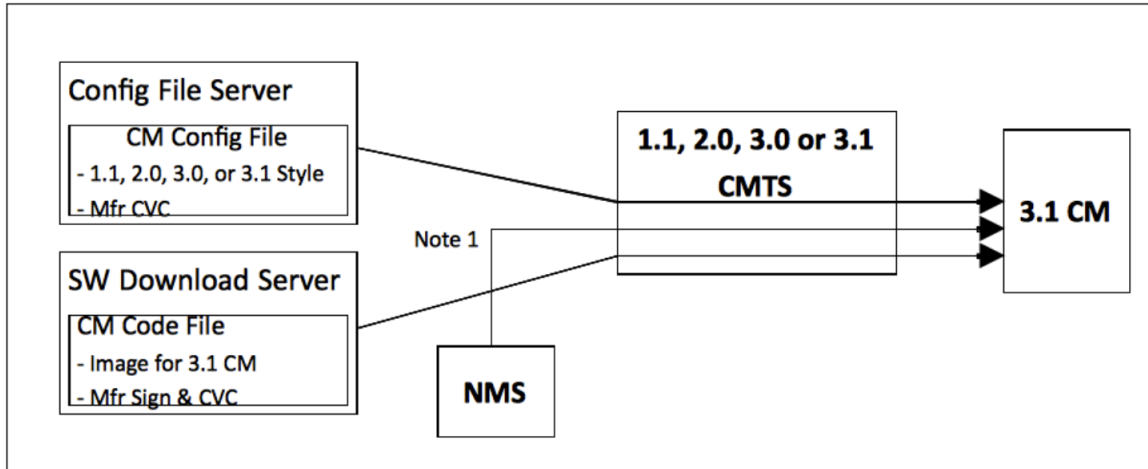 Config File Server
CM Config File
- 1.1, 2.0, 3.0, or 3.1 Style
- Mfr CVC
SW Download Server
CM Code File
- Image for 3.1 CM
- Mfr Sign & CVC
Note 1
NMS
1.1, 2.0, 3.0 or 3.1
CMTS
3.1 CM